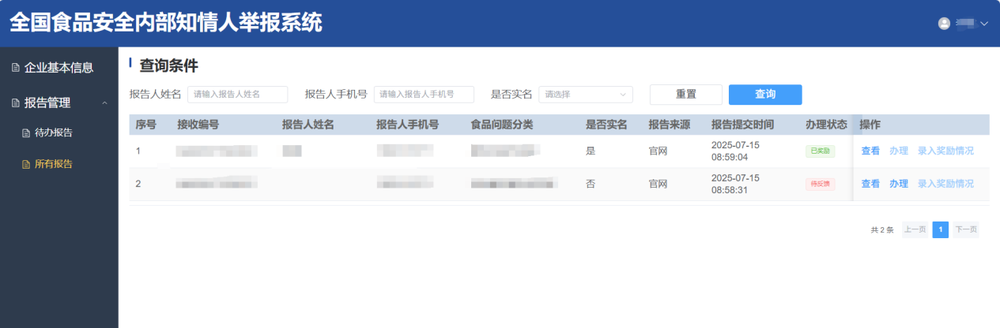 全国食品安全内部知情人举报系统
企业基本信息
报告管理
待办报告
所有报告
查询条件
报告人姓名 请输入报告人姓名 报告人手机号 请输入报告人手机号 是否实名 请选择 重置 查询
序号 接收编号 报告人姓名 报告人手机号 食品问题分类 是否实名 报告来源 报告提交时间 办理状态 操作
1 是 官网 2025-07-15 08:59:04 已奖励 查看 办理 录入奖励情况
2 否 官网 2025-07-15 08:58:31 待反馈 查看 办理 录入奖励情况
共 2 条 上一页 1 下一页